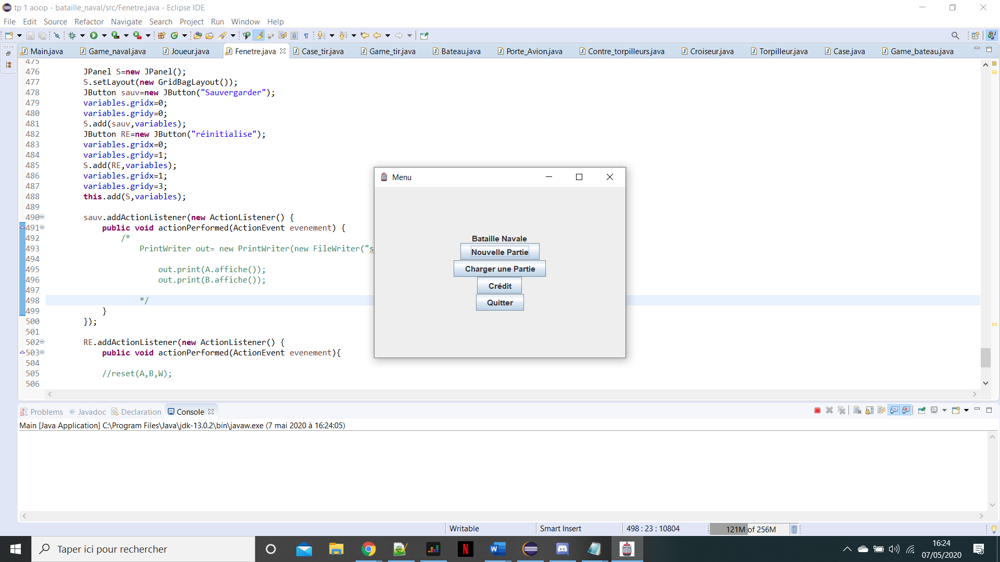 tp 1 aoop - bataille_naval/src/Fenetre.java - Eclipse IDE
File Edit Source Refactor Navigate Search Project Run Window Help
Main.java Game_naval.java Joueur.java Fenetre.java Case_tir.java Game_tir.java Bateau.java Porte_Avion.java Contre_torpilleurs.java Croiseur.java Torpilleur.java Case.java Game_bateau.java
475
476 JPanel S=new JPanel();
477 S.setLayout(new GridBagLayout());
478 JButton sauv=new JButton("Sauvergarder");
479 variables.gridx=0;
480 variables.gridy=0;
481 S.add(sauv,variables);
482 JButton RE=new JButton("réinitialise");
483 variables.gridx=0;
484 variables.gridy=1;
485 S.add(RE,variables);
486 variables.gridx=1;
487 variables.gridy=3;
488 this.add(S,variables);
489
490 sauv.addActionListener(new ActionListener() {
491 public void actionPerformed(ActionEvent evenement) {
492 /*
493 PrintWriter out= new PrintWriter(new FileWriter("s
494
495 out.print(A.affiche());
496 out.print(B.affiche());
497
498 */
499 }
500 });
501
502 RE.addActionListener(new ActionListener() {
503 public void actionPerformed(ActionEvent evenement){
504
505 //reset(A,B,W);
506
Menu
Bataille Navale
Nouvelle Partie
Charger une Partie
Crédit
Quitter
Problems Javadoc Declaration Console
Main [Java Application] C:\Program Files\Java\jdk-13.0.2\bin\javaw.exe (7 mai 2020 à 16:24:05)
Writable Smart Insert 498 : 23 : 10804 121M of 256M
Taper ici pour rechercher
16:24
07/05/2020